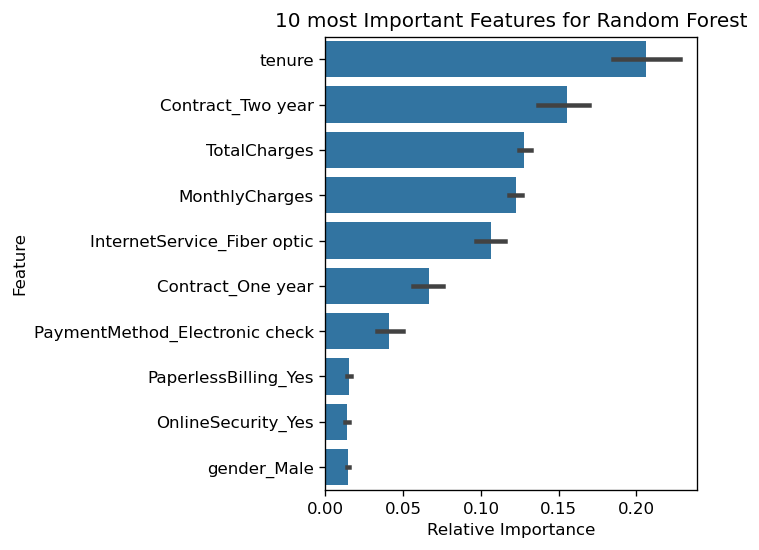 10 most Important Features for Random Forest
Feature
tenure
Contract_Two year
TotalCharges
MonthlyCharges
InternetService_Fiber optic
Contract_One year
PaymentMethod_Electronic check
PaperlessBilling_Yes
OnlineSecurity_Yes
gender_Male
0.00 0.05 0.10 0.15 0.20
Relative Importance